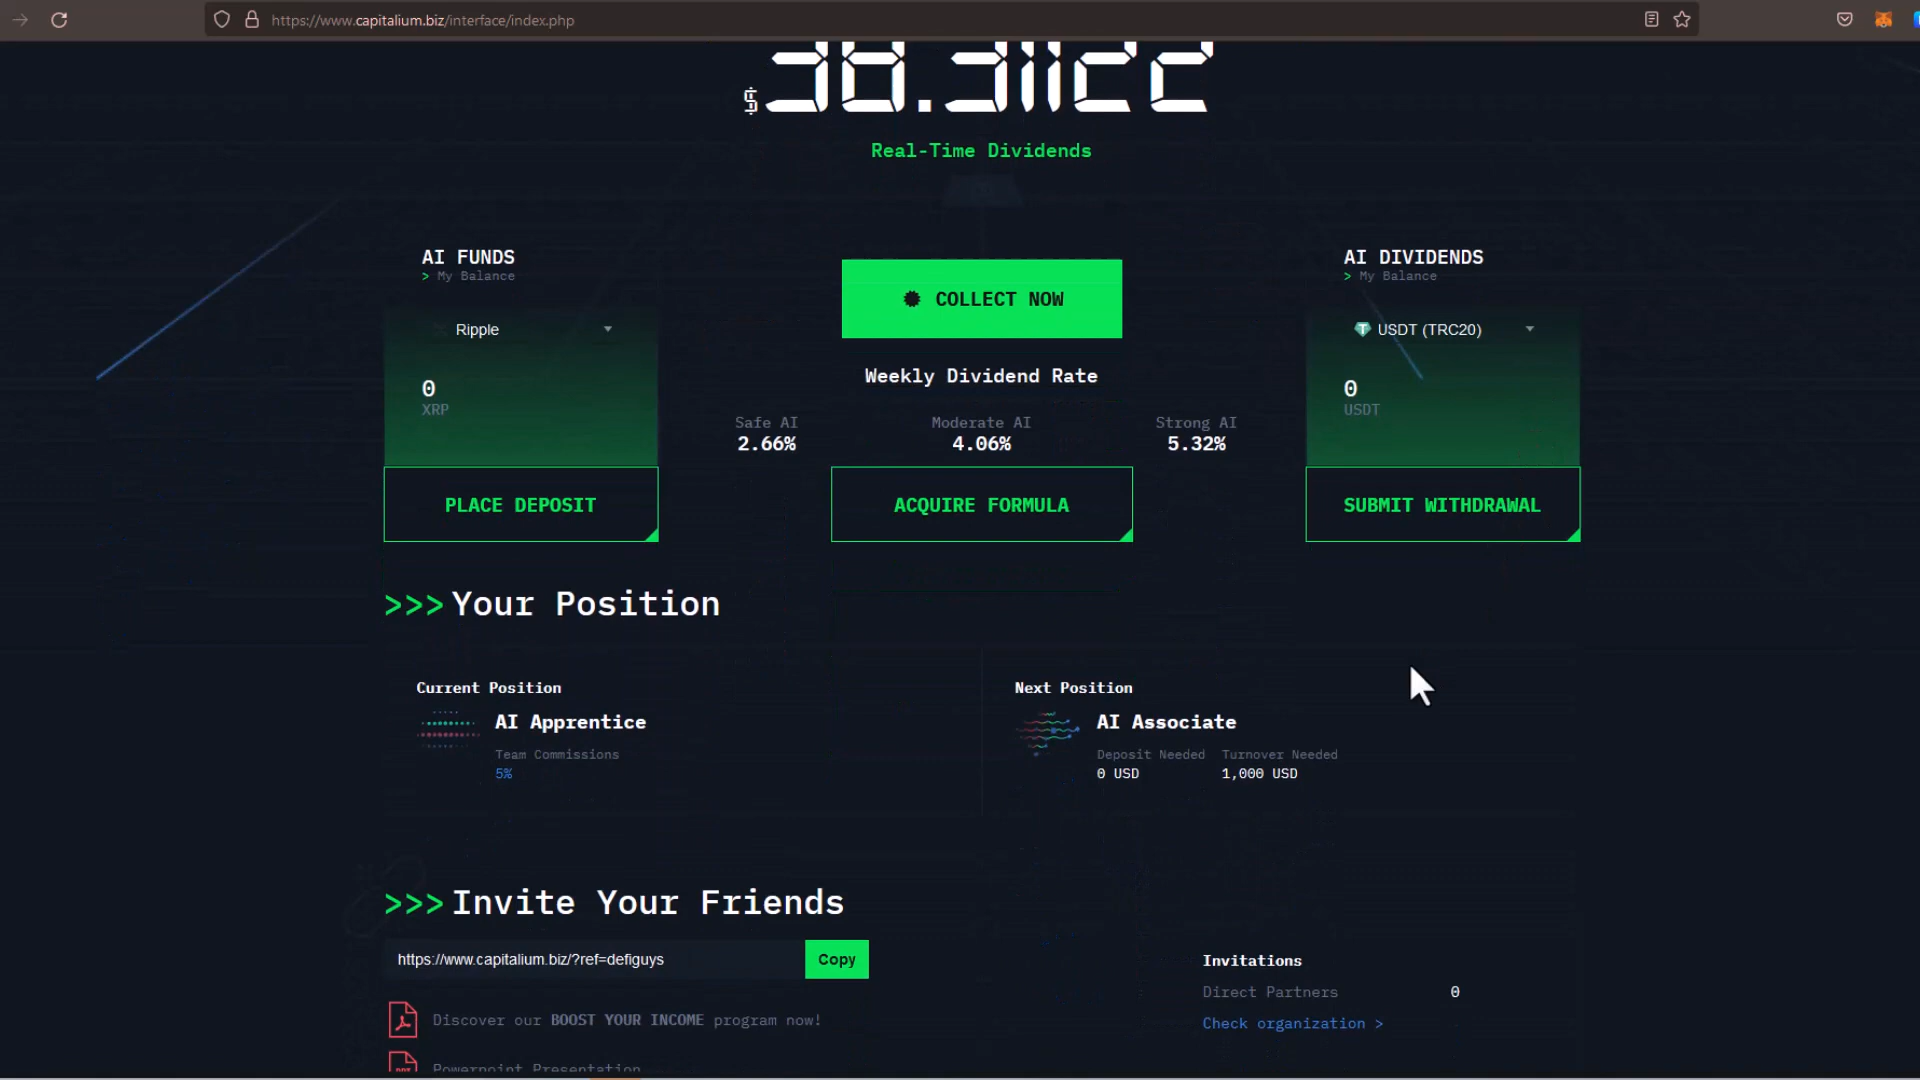 https://www.capitalium.biz/interface/index.php
$38.31122
Real-Time Dividends
AI FUNDS
> My Balance
Ripple
0
XRP
PLACE DEPOSIT
COLLECT NOW
Weekly Dividend Rate
Safe AI
2.66%
Moderate AI
4.06%
Strong AI
5.32%
ACQUIRE FORMULA
AI DIVIDENDS
> My Balance
USDT (TRC20)
0
USDT
SUBMIT WITHDRAWAL
>>> Your Position
Current Position
AI Apprentice
Team Commissions
5%
Next Position
AI Associate
Deposit Needed
0 USD
Turnover Needed
1,000 USD
>>> Invite Your Friends
https://www.capitalium.biz/?ref=defiguys
Copy
Discover our BOOST YOUR INCOME program now!
Powerpoint Presentation
Invitations
Direct Partners 0
Check organization >